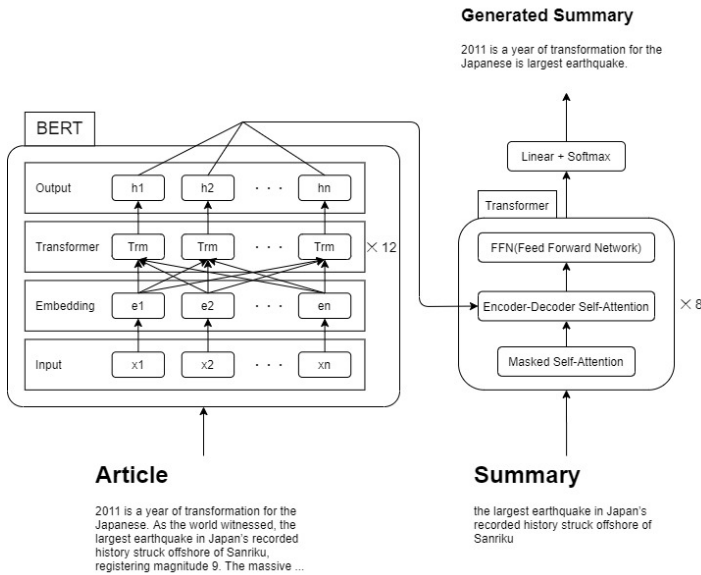 Generated Summary
2011 is a year of transformation for the
Japanese is largest earthquake.
BERT
Output h1 h2 . . . hn
Transformer Trm Trm . . . Trm × 12
Embedding e1 e2 . . . en
Input x1 x2 . . . xn
Linear + Softmax
Transformer
FFN(Feed Forward Network)
Encoder-Decoder Self-Attention
× 8
Masked Self-Attention
Article
2011 is a year of transformation for the
Japanese. As the world witnessed, the
largest earthquake in Japan's recorded
history struck offshore of Sanriku,
registering magnitude 9. The massive ...
Summary
the largest earthquake in Japan's
recorded history struck offshore of
Sanriku